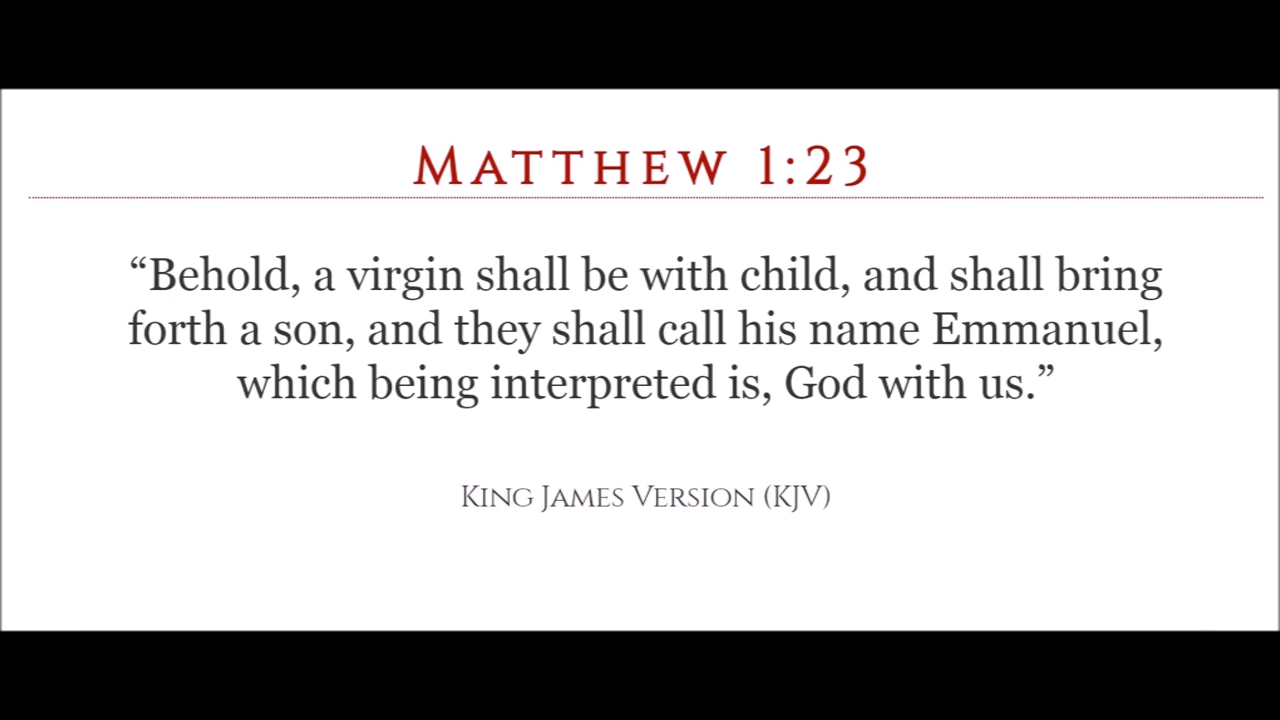 Matthew 1:23
“Behold, a virgin shall be with child, and shall bring
forth a son, and they shall call his name Emmanuel,
which being interpreted is, God with us.”
King James Version (KJV)